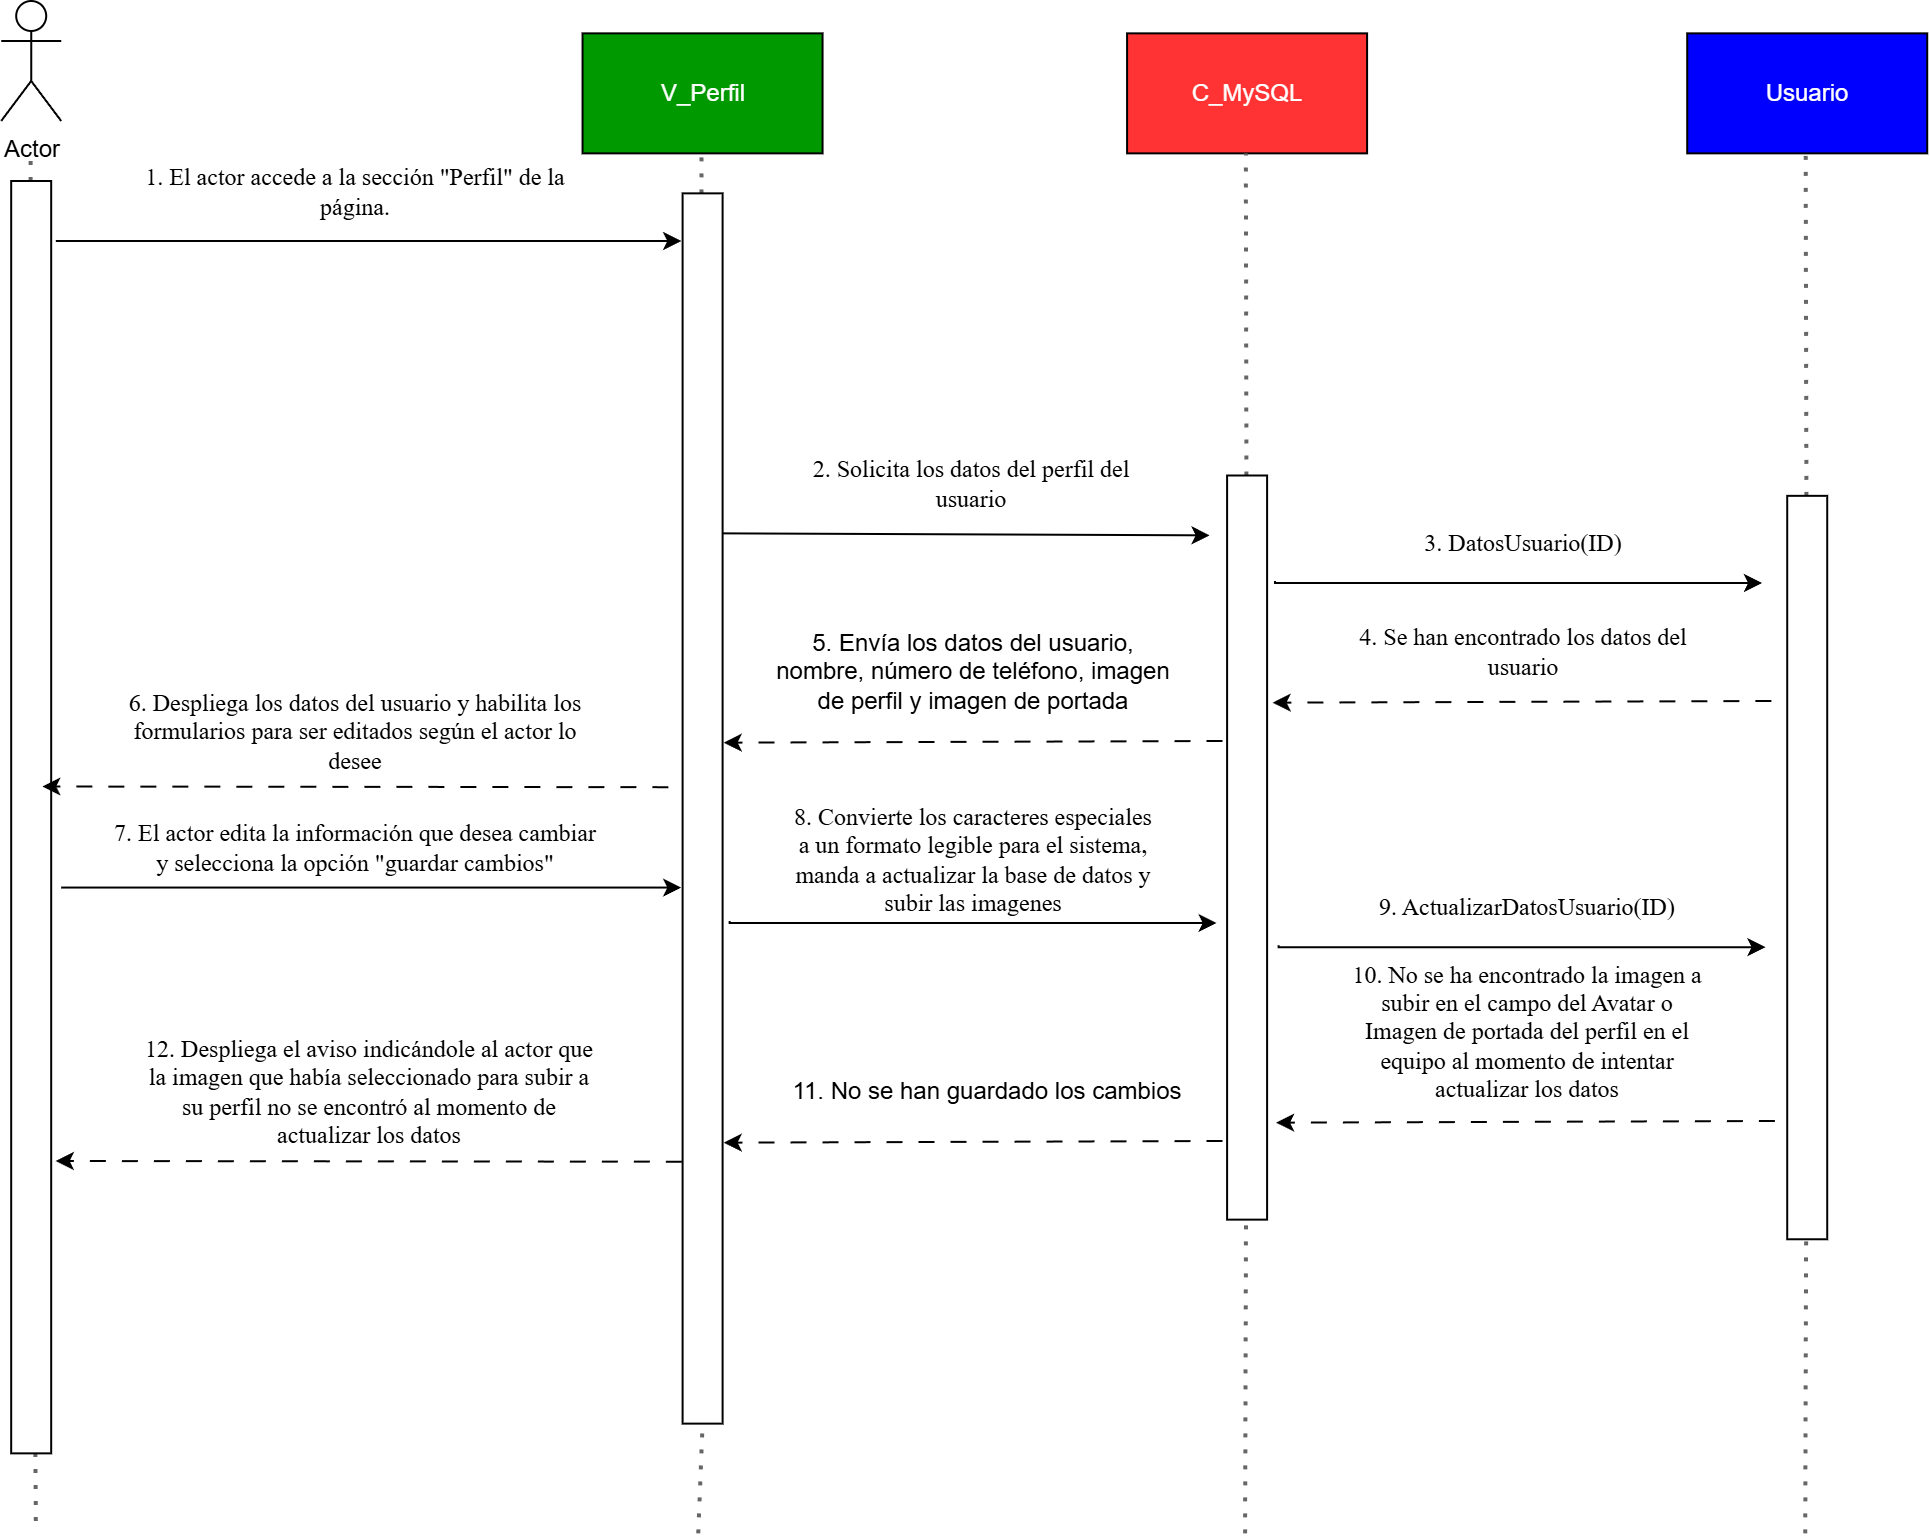 V_Perfil
C_MySQL
Usuario
Actor
1. El actor accede a la sección "Perfil" de la
página.
2. Solicita los datos del perfil del
usuario
3. DatosUsuario(ID)
4. Se han encontrado los datos del
usuario
5. Envía los datos del usuario,
nombre, número de teléfono, imagen
de perfil y imagen de portada
6. Despliega los datos del usuario y habilita los
formularios para ser editados según el actor lo
desee
7. El actor edita la información que desea cambiar
y selecciona la opción "guardar cambios"
8. Convierte los caracteres especiales
a un formato legible para el sistema,
manda a actualizar la base de datos y
subir las imagenes
9. ActualizarDatosUsuario(ID)
10. No se ha encontrado la imagen a
subir en el campo del Avatar o
Imagen de portada del perfil en el
equipo al momento de intentar
actualizar los datos
11. No se han guardado los cambios
12. Despliega el aviso indicándole al actor que
la imagen que había seleccionado para subir a
su perfil no se encontró al momento de
actualizar los datos